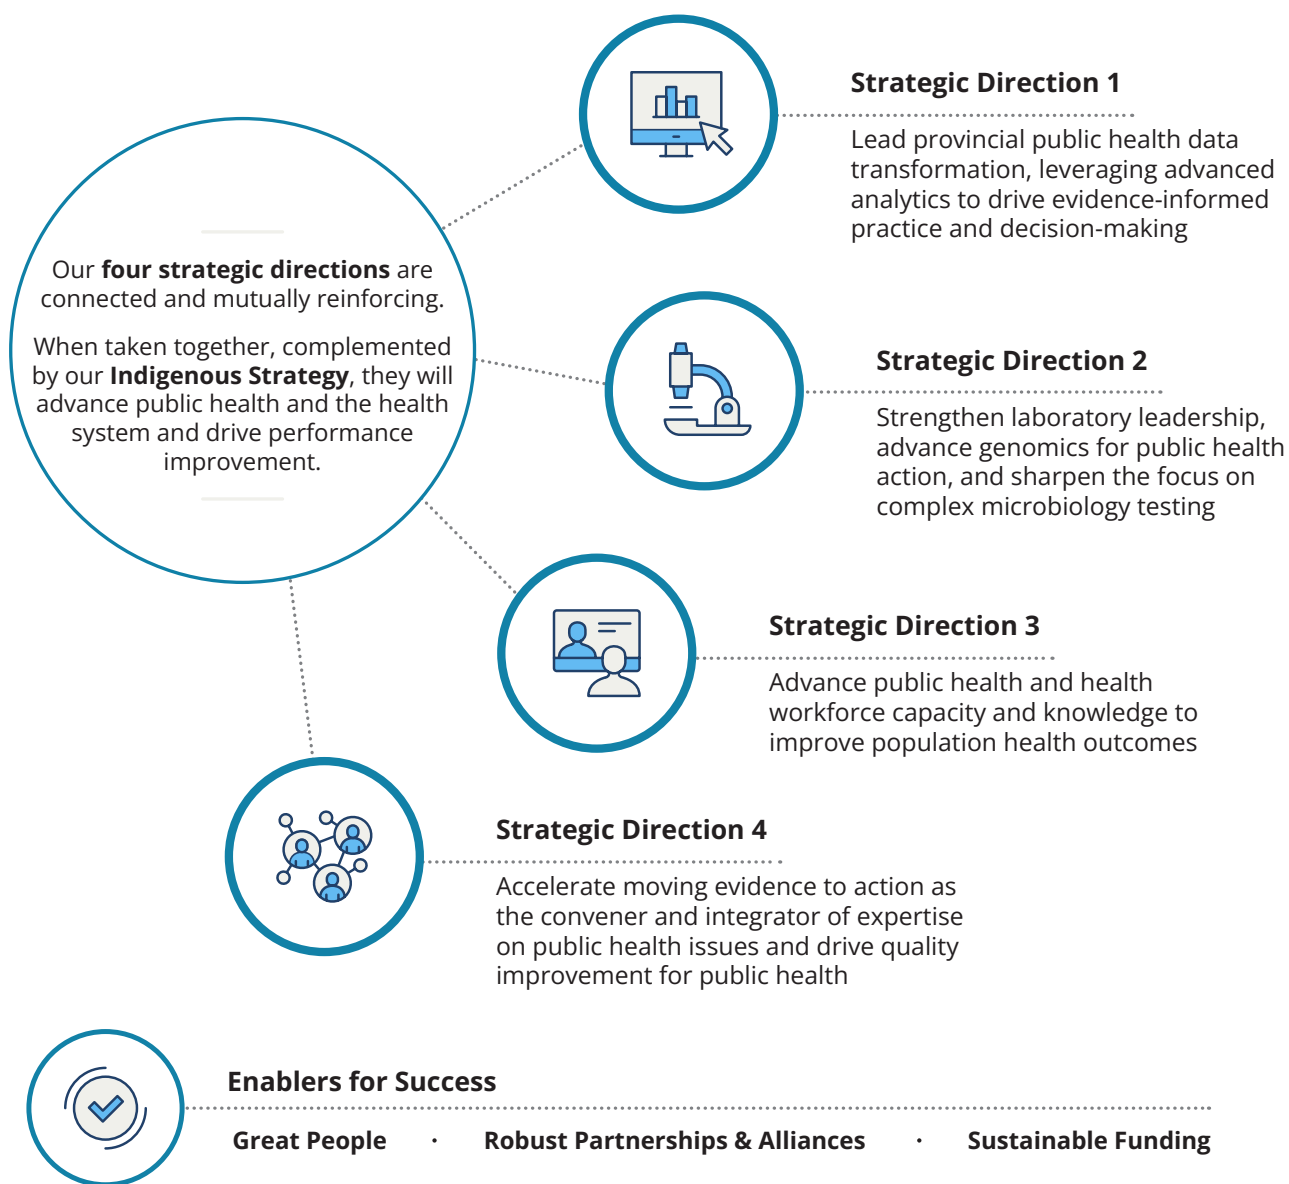 Our four strategic directions are
connected and mutually reinforcing.
When taken together, complemented
by our Indigenous Strategy, they will
advance public health and the health
system and drive performance
improvement.
Strategic Direction 1
Lead provincial public health data
transformation, leveraging advanced
analytics to drive evidence-informed
practice and decision-making
Strategic Direction 2
Strengthen laboratory leadership,
advance genomics for public health
action, and sharpen the focus on
complex microbiology testing
Strategic Direction 3
Advance public health and health
workforce capacity and knowledge to
improve population health outcomes
Strategic Direction 4
Accelerate moving evidence to action as
the convener and integrator of expertise
on public health issues and drive quality
improvement for public health
Enablers for Success
Great People · Robust Partnerships & Alliances · Sustainable Funding